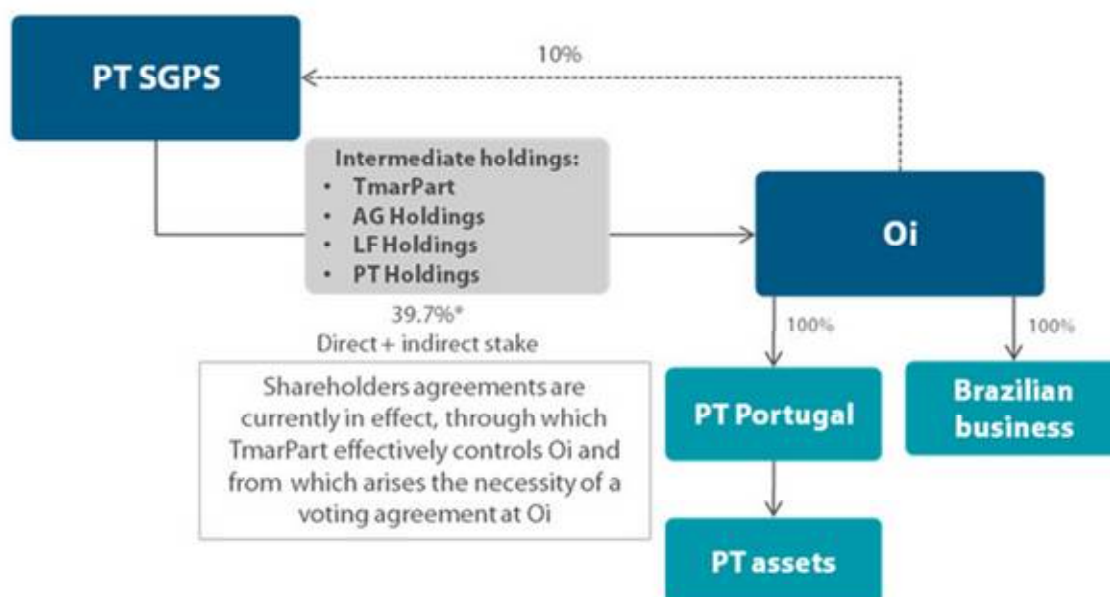 PT SGPS
10%
Intermediate holdings:
• TmarPart
• AG Holdings
• LF Holdings
• PT Holdings
Oi
39.7%*
Direct + indirect stake
100%
100%
Shareholders agreements are
currently in effect, through which
TmarPart effectively controls Oi and
from which arises the necessity of a
voting agreement at Oi
PT Portugal
Brazilian
business
PT assets